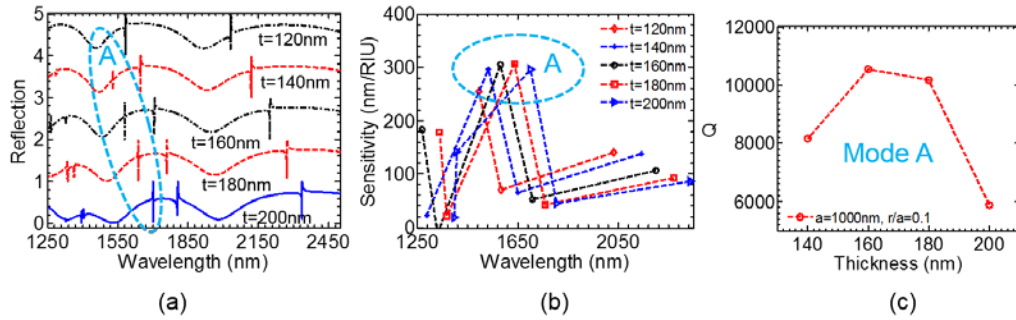 5
4
3
2
1
0
Reflection
A
t=120nm
t=140nm
t=160nm
t=180nm
t=200nm
1250 1550 1850 2150 2450
Wavelength (nm)
(a)
400
300
200
100
0
Sensitivity (nm/RIU)
A
t=120nm
t=140nm
t=160nm
t=180nm
t=200nm
1250 1650 2050
Wavelength (nm)
(b)
12000
10000
8000
6000
Q
Mode A
a=1000nm, r/a=0.1
140 160 180 200
Thickness (nm)
(c)